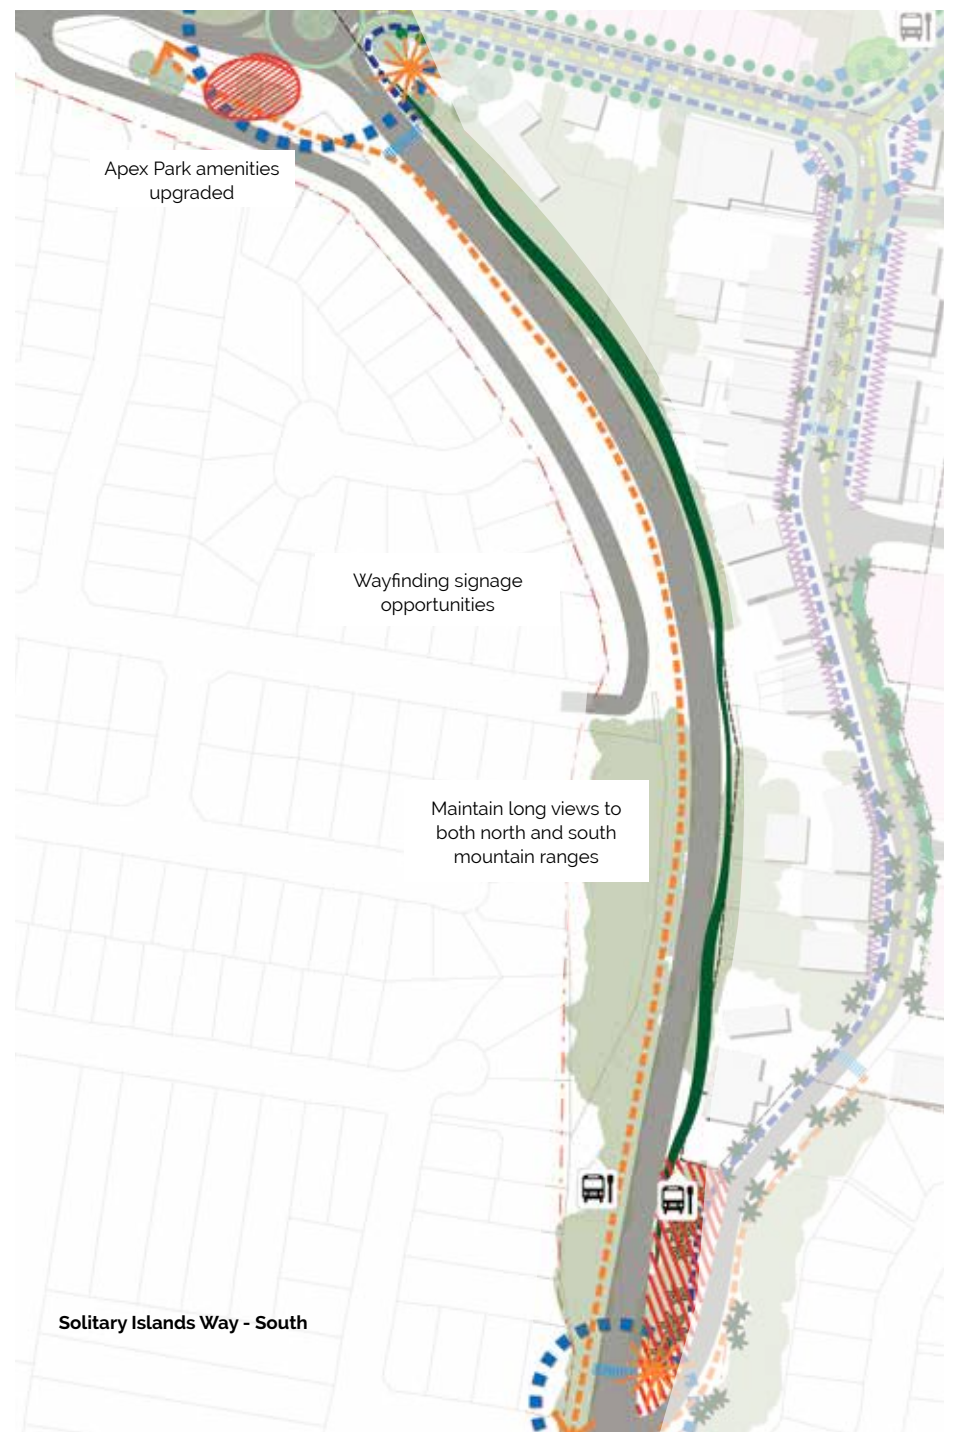 Apex Park amenities
upgraded
Wayfinding signage
opportunities
Maintain long views to
both north and south
mountain ranges
Solitary Islands Way - South